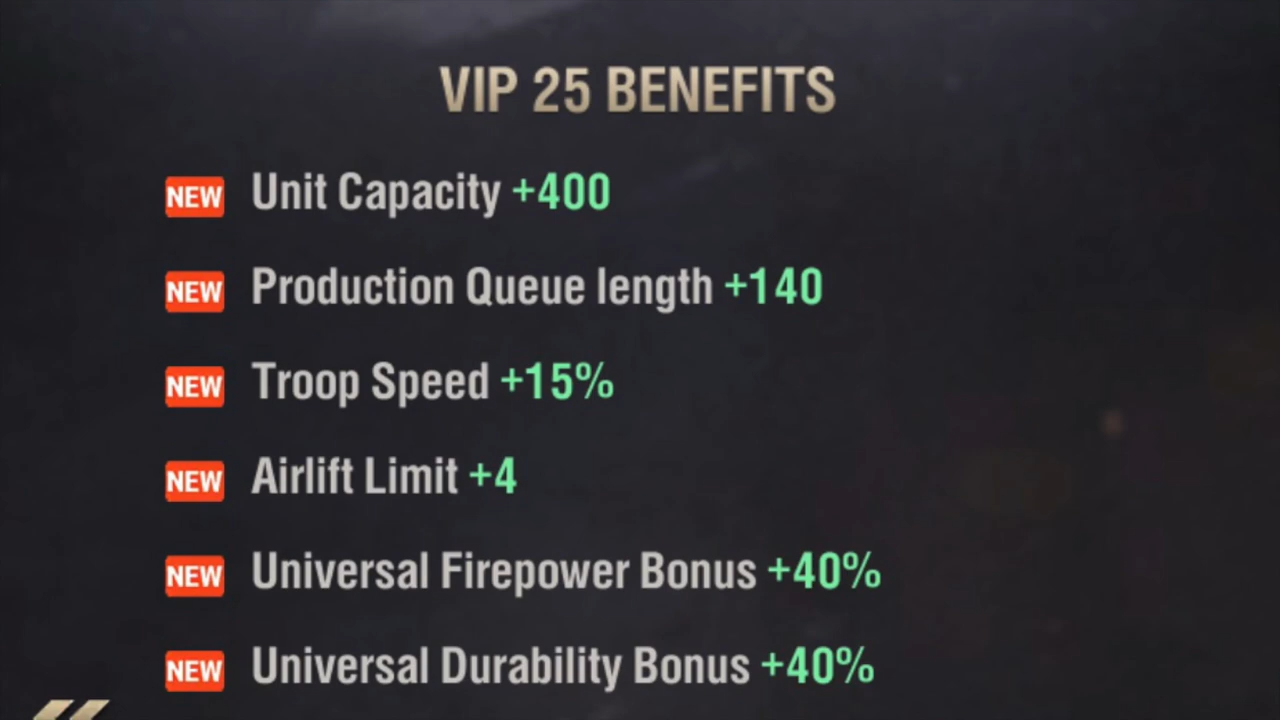 VIP 25 BENEFITS
NEW Unit Capacity +400
NEW Production Queue length +140
NEW Troop Speed +15%
NEW Airlift Limit +4
NEW Universal Firepower Bonus +40%
NEW Universal Durability Bonus +40%